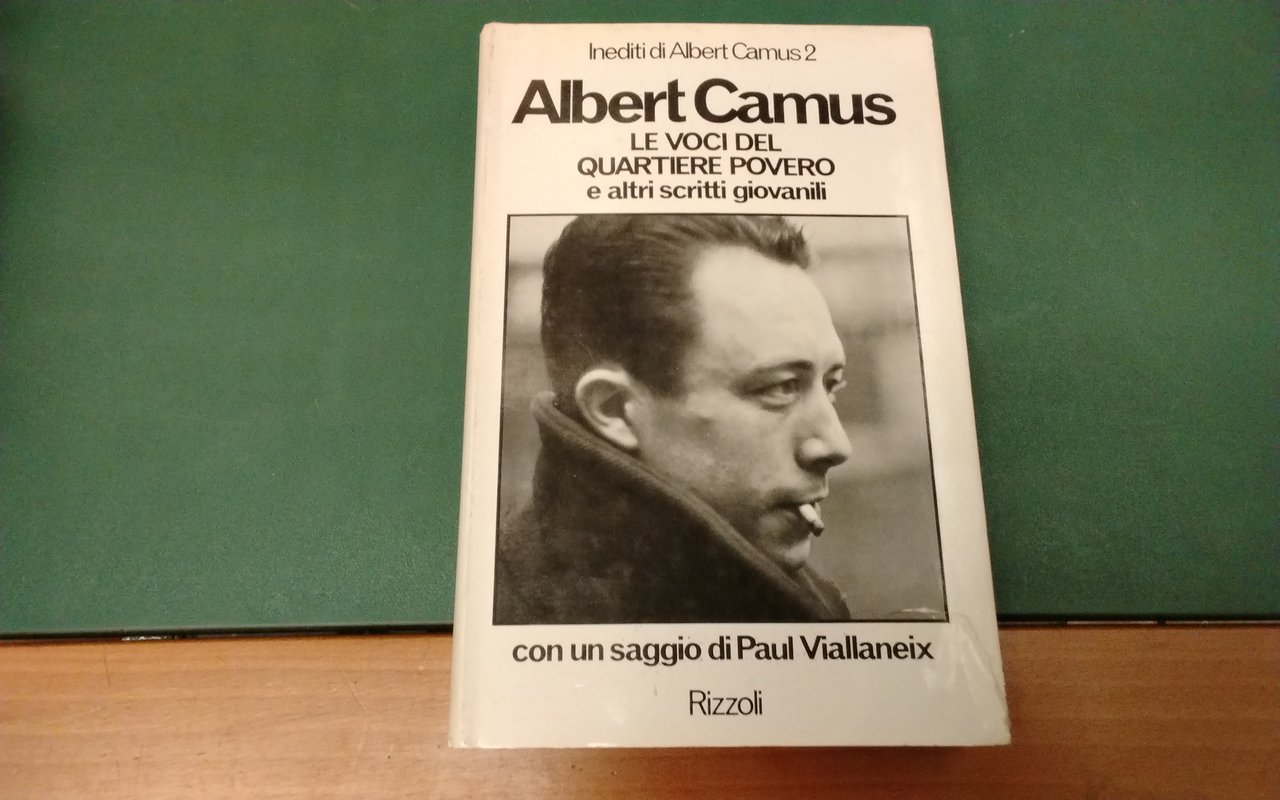 Inediti di Albert Camus 2
Albert Camus
LE VOCI DEL
QUARTIERE POVERO
e altri scritti giovanili
con un saggio di Paul Viallaneix
Rizzoli